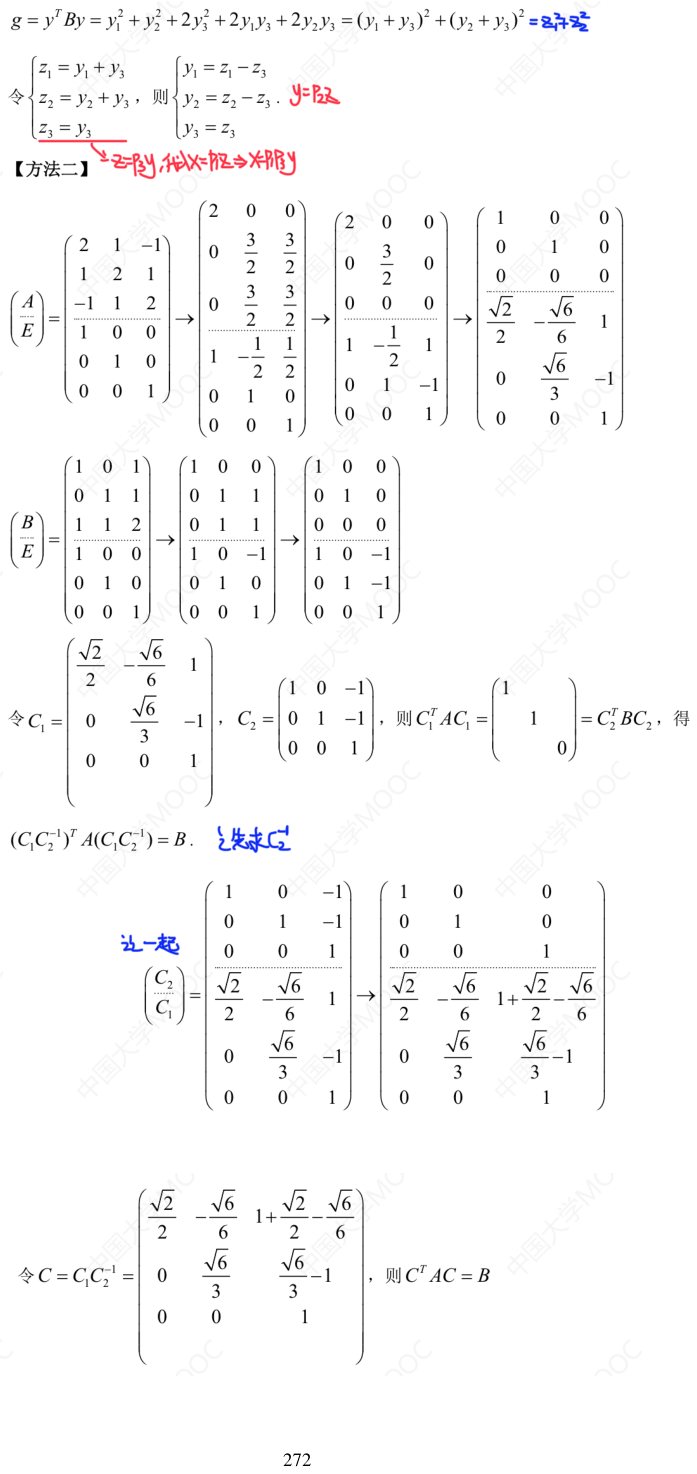 g = y^T By = y_1^2 + y_2^2 + 2y_3^2 + 2y_1y_3 + 2y_2y_3 = (y_1 + y_3)^2 + (y_2 + y_3)^2 = z_1^2 + z_2^2
令 { z_1 = y_1 + y_3, z_2 = y_2 + y_3, z_3 = y_3 ,则 { y_1 = z_1 − z_3, y_2 = z_2 − z_3, y_3 = z_3 . y=P_2z
【方法二】
(A/E) = (2 1 −1; 1 2 1; −1 1 2; 1 0 0; 0 1 0; 0 0 1) → (2 0 0; 0 3/2 3/2; 0 3/2 3/2; 1 −1/2 1/2; 0 1 0; 0 0 1) → (2 0 0; 0 3/2 0; 0 0 0; 1 −1/2 1; 0 1 −1; 0 0 1) → (1 0 0; 0 1 0; 0 0 0; √2/2 −√6/6 1; 0 √6/3 −1; 0 0 1)
(B/E) = (1 0 1; 0 1 1; 1 1 2; 1 0 0; 0 1 0; 0 0 1) → (1 0 0; 0 1 1; 0 1 1; 1 0 −1; 0 1 0; 0 0 1) → (1 0 0; 0 1 0; 0 0 0; 1 0 −1; 0 1 −1; 0 0 1)
令 C_1 = (√2/2 −√6/6 1; 0 √6/3 −1; 0 0 1) , C_2 = (1 0 −1; 0 1 −1; 0 0 1) ,则 C_1^T AC_1 = (1; 1; 0) = C_2^T BC_2 ,得
(C_1C_2^{-1})^T A(C_1C_2^{-1}) = B . 先求C_2^{-1}
一起
(C_2/C_1) = (1 0 −1; 0 1 −1; 0 0 1; √2/2 −√6/6 1; 0 √6/3 −1; 0 0 1) → (1 0 0; 0 1 0; 0 0 1; √2/2 −√6/6 1+√2/2−√6/6; 0 √6/3 √6/3−1; 0 0 1)
令 C = C_1C_2^{-1} = (√2/2 −√6/6 1+√2/2−√6/6; 0 √6/3 √6/3−1; 0 0 1) ,则 C^T AC = B
272
中国大学MOOC